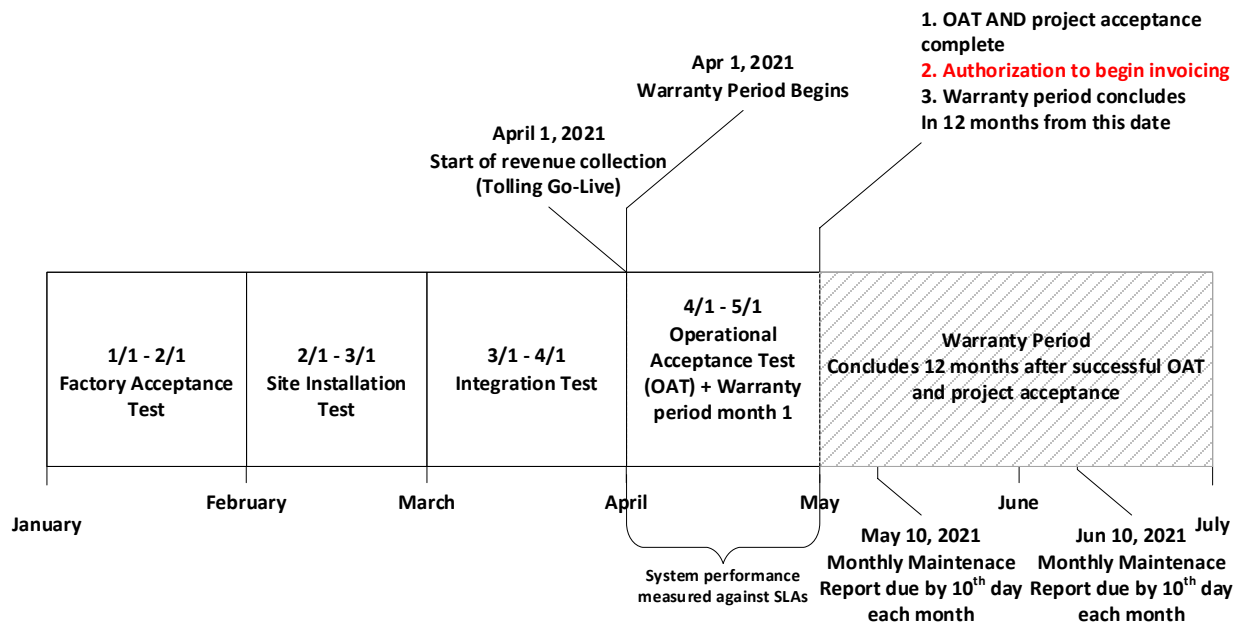 1. OAT AND project acceptance
complete
2. Authorization to begin invoicing
3. Warranty period concludes
In 12 months from this date
Apr 1, 2021
Warranty Period Begins
April 1, 2021
Start of revenue collection
(Tolling Go-Live)
1/1 - 2/1
Factory Acceptance
Test
2/1 - 3/1
Site Installation
Test
3/1 - 4/1
Integration Test
4/1 - 5/1
Operational
Acceptance Test
(OAT) + Warranty
period month 1
Warranty Period
Concludes 12 months after successful OAT
and project acceptance
January
February
March
April
May
June
July
System performance
measured against SLAs
May 10, 2021
Monthly Maintenace
Report due by 10th day
each month
Jun 10, 2021
Monthly Maintenace
Report due by 10th day
each month